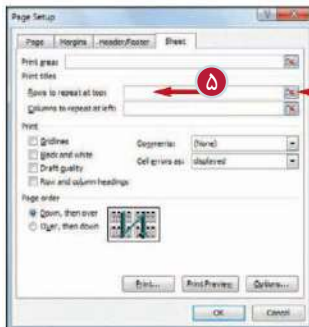 Page Setup
Page Margins Header/Footer Sheet
Print area:
Print titles
Rows to repeat at top:
۵
Columns to repeat at left:
Print
Gridlines
Black and white
Draft quality
Row and column headings
Comments: (None)
Cell errors as: displayed
Page order
Down, then over
Over, then down
Print... Print Preview Options...
OK Cancel